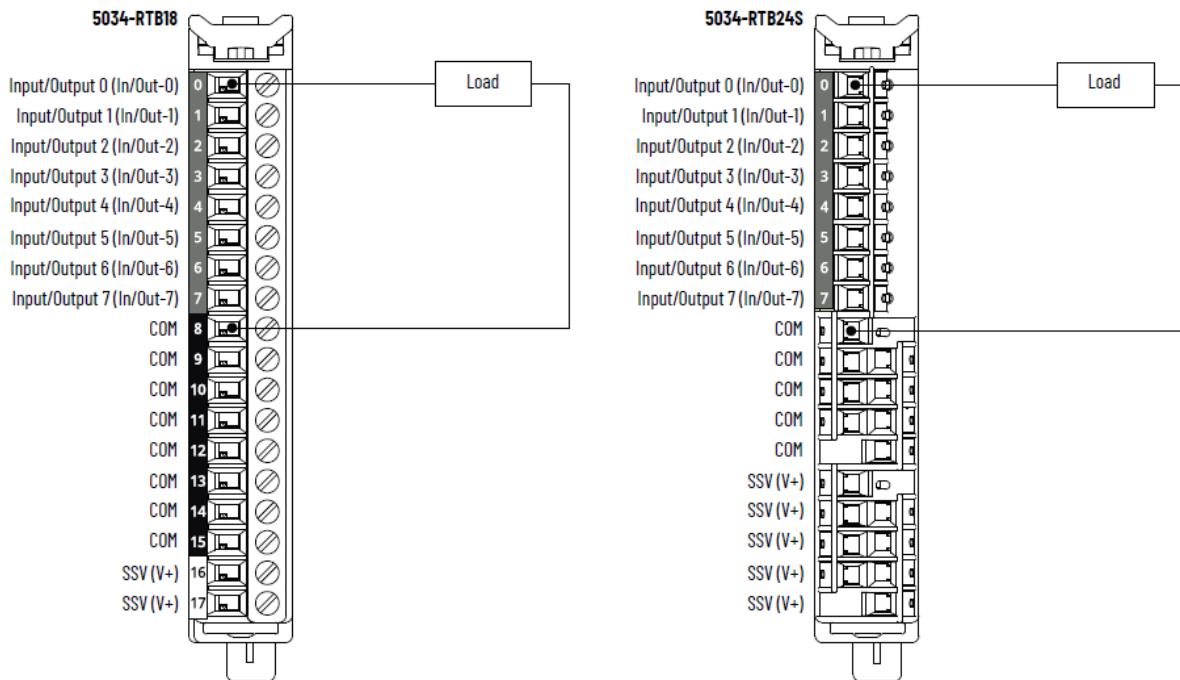 5034-RTB18
Input/Output 0 (In/Out-0) 0
Load
Input/Output 1 (In/Out-1) 1
Input/Output 2 (In/Out-2) 2
Input/Output 3 (In/Out-3) 3
Input/Output 4 (In/Out-4) 4
Input/Output 5 (In/Out-5) 5
Input/Output 6 (In/Out-6) 6
Input/Output 7 (In/Out-7) 7
COM 8
COM 9
COM 10
COM 11
COM 12
COM 13
COM 14
COM 15
SSV (V+) 16
SSV (V+) 17
5034-RTB24S
Input/Output 0 (In/Out-0) 0
Load
Input/Output 1 (In/Out-1) 1
Input/Output 2 (In/Out-2) 2
Input/Output 3 (In/Out-3) 3
Input/Output 4 (In/Out-4) 4
Input/Output 5 (In/Out-5) 5
Input/Output 6 (In/Out-6) 6
Input/Output 7 (In/Out-7) 7
COM
COM
COM
COM
COM
SSV (V+)
SSV (V+)
SSV (V+)
SSV (V+)
SSV (V+)